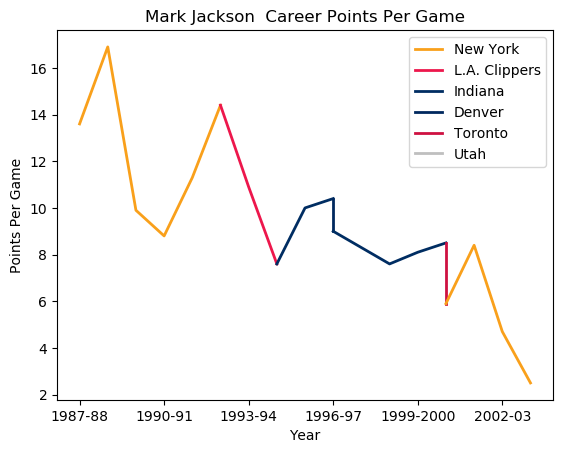 Mark Jackson  Career Points Per Game
New York
L.A. Clippers
Indiana
Denver
Toronto
Utah
Points Per Game
16
14
12
10
8
6
4
2
1987-88
1990-91
1993-94
1996-97
1999-2000
2002-03
Year